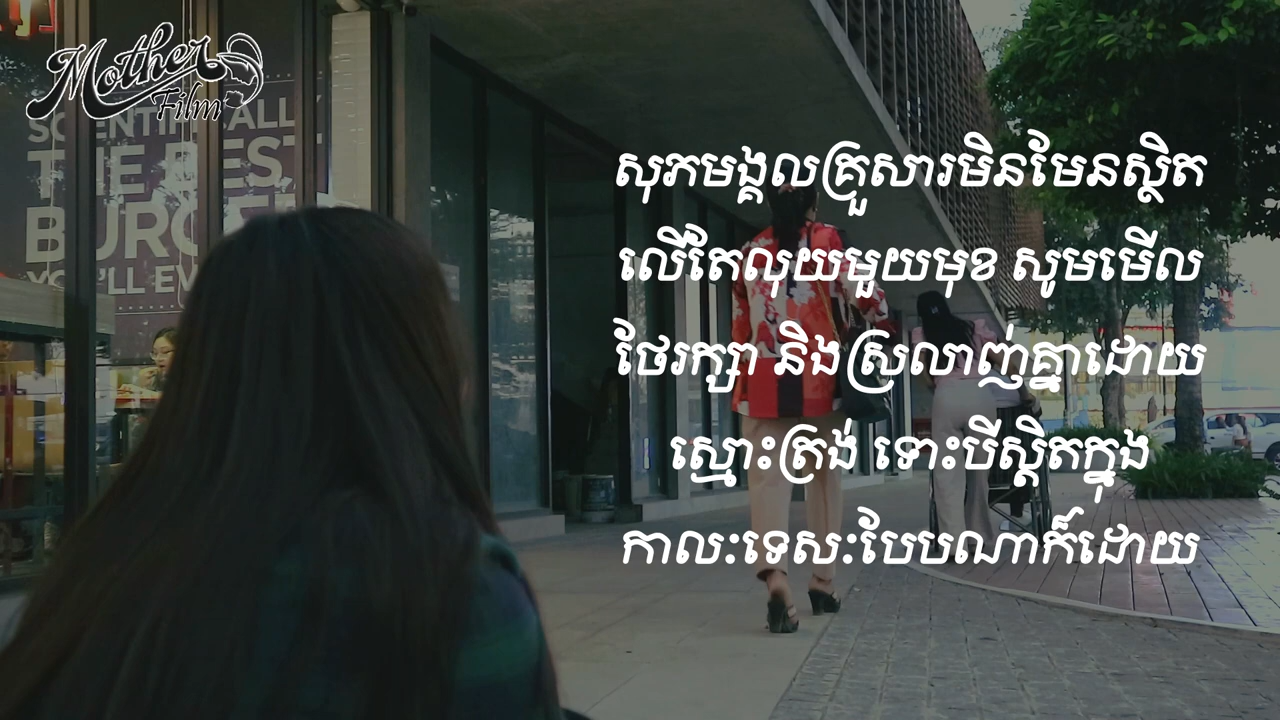 Mother
Film
SCIENTIFICALLY
THE BEST
BURG
YOU'LL EV
សុភមង្គលគ្រួសារមិនមែនស្ថិត
លើតែលុយមួយមុខ សូមមើល
ថែរក្សា និងស្រលាញ់គ្នាដោយ
ស្មោះត្រង់ ទោះបីស្ថិតក្នុង
កាលៈទេសៈបែបណាក៏ដោយ